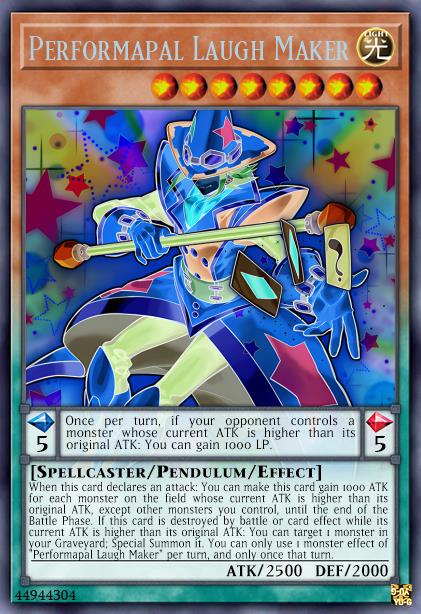 PERFORMAPAL LAUGH MAKER
LIGHT
光
?
Once per turn, if your opponent controls a
monster whose current ATK is higher than its
original ATK: You can gain 1000 LP.
5
5
[SPELLCASTER/PENDULUM/EFFECT]
When this card declares an attack: You can make this card gain 1000 ATK
for each monster on the field whose current ATK is higher than its
original ATK, except other monsters you control, until the end of the
Battle Phase. If this card is destroyed by battle or card effect while its
current ATK is higher than its original ATK: You can target 1 monster in
your Graveyard; Special Summon it. You can only use 1 monster effect of
"Performapal Laugh Maker" per turn, and only once that turn.
ATK/2500 DEF/2000
44944304